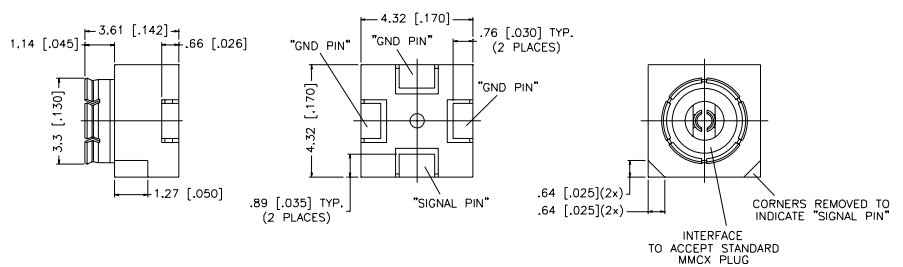 3.61 [.142]
1.14 [.045]
.66 [.026]
3.3 [.130]
1.27 [.050]
4.32 [.170]
.76 [.030] TYP.
(2 PLACES)
"GND PIN"
"GND PIN"
"GND PIN"
4.32 [.170]
.89 [.035] TYP.
(2 PLACES)
"SIGNAL PIN"
.64 [.025](2x)
.64 [.025](2x)
CORNERS REMOVED TO
INDICATE "SIGNAL PIN"
INTERFACE
TO ACCEPT STANDARD
MMCX PLUG